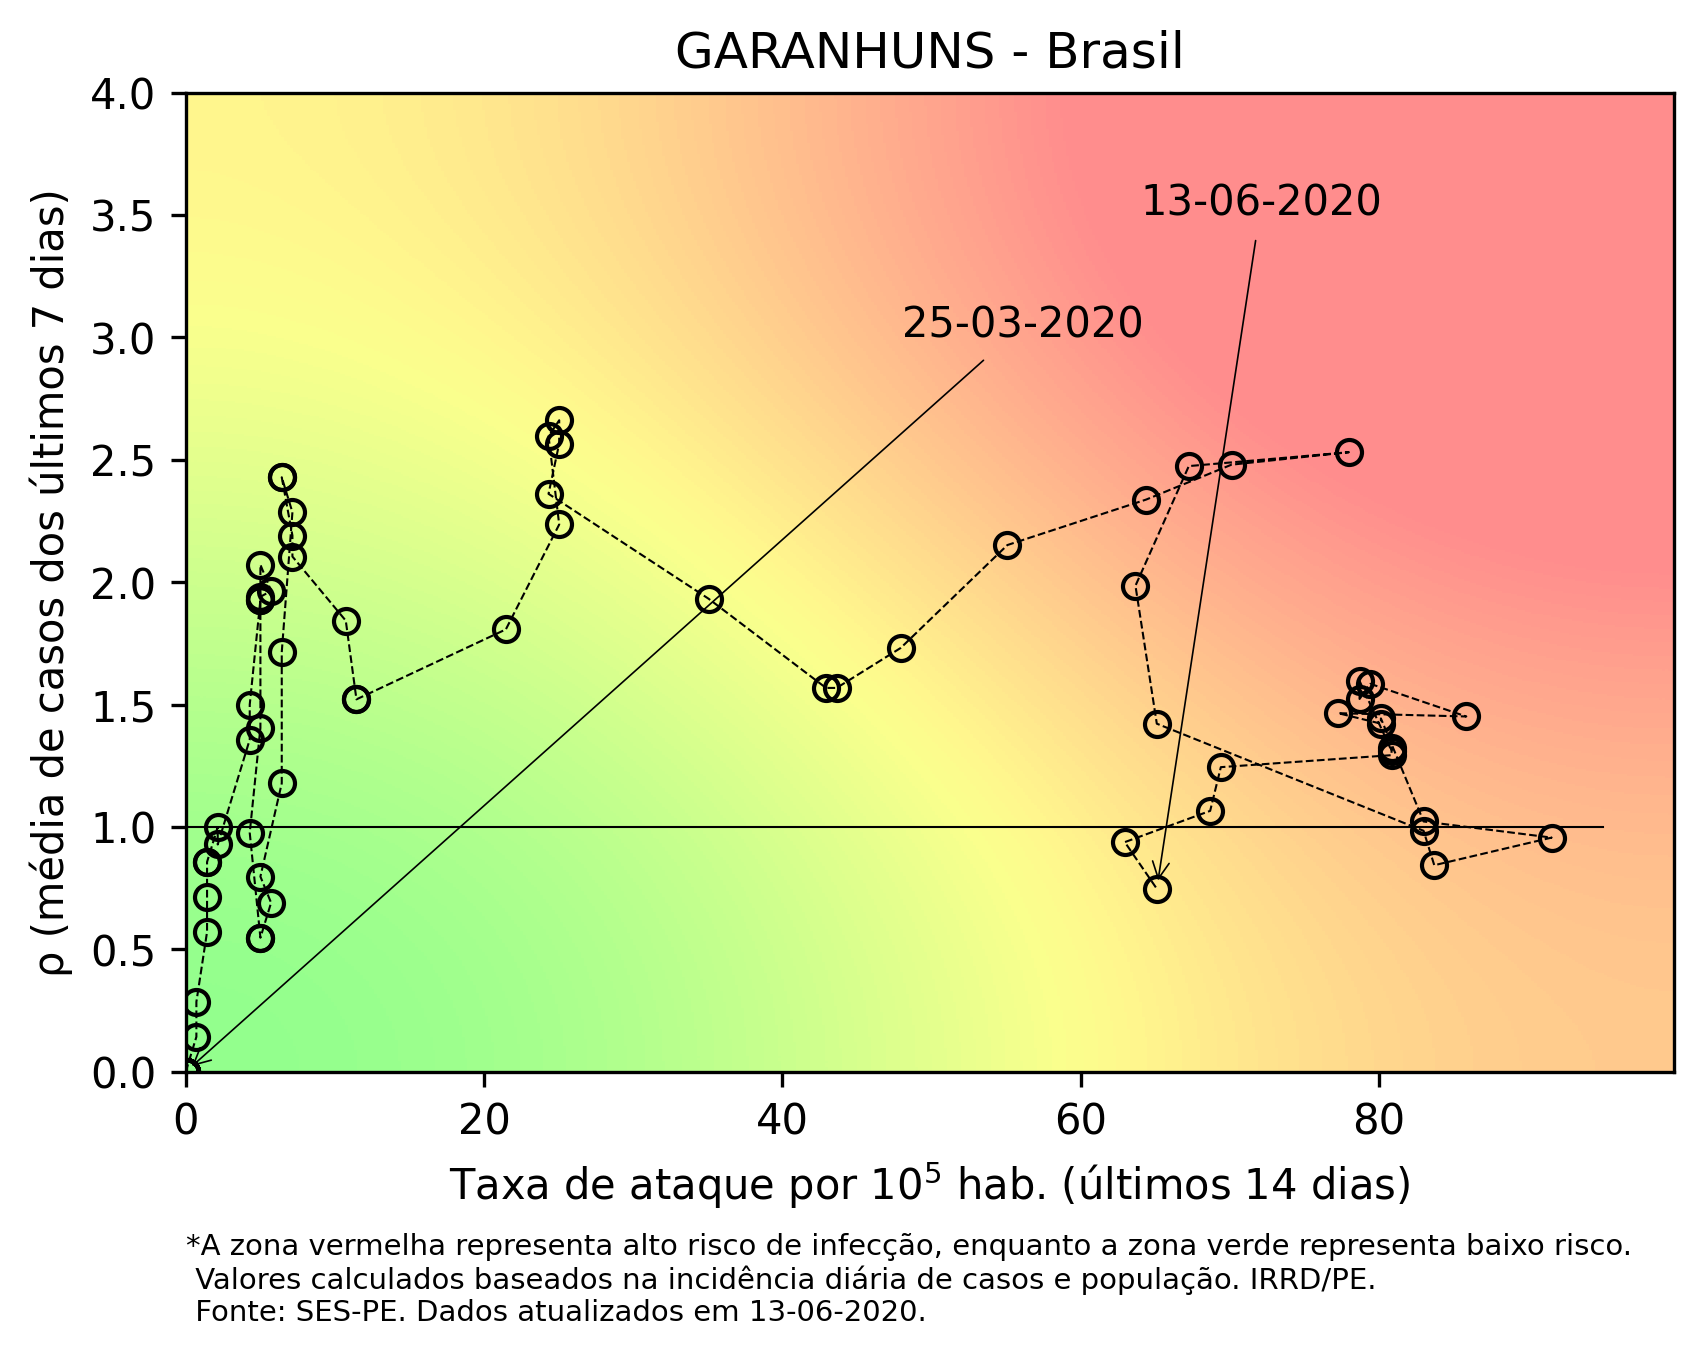 GARANHUNS - Brasil
4.0
3.5
3.0
2.5
2.0
1.5
1.0
0.5
0.0
ρ (média de casos dos últimos 7 dias)
13-06-2020
25-03-2020
0 20 40 60 80
Taxa de ataque por 10⁵ hab. (últimos 14 dias)
*A zona vermelha representa alto risco de infecção, enquanto a zona verde representa baixo risco.
Valores calculados baseados na incidência diária de casos e população. IRRD/PE.
Fonte: SES-PE. Dados atualizados em 13-06-2020.